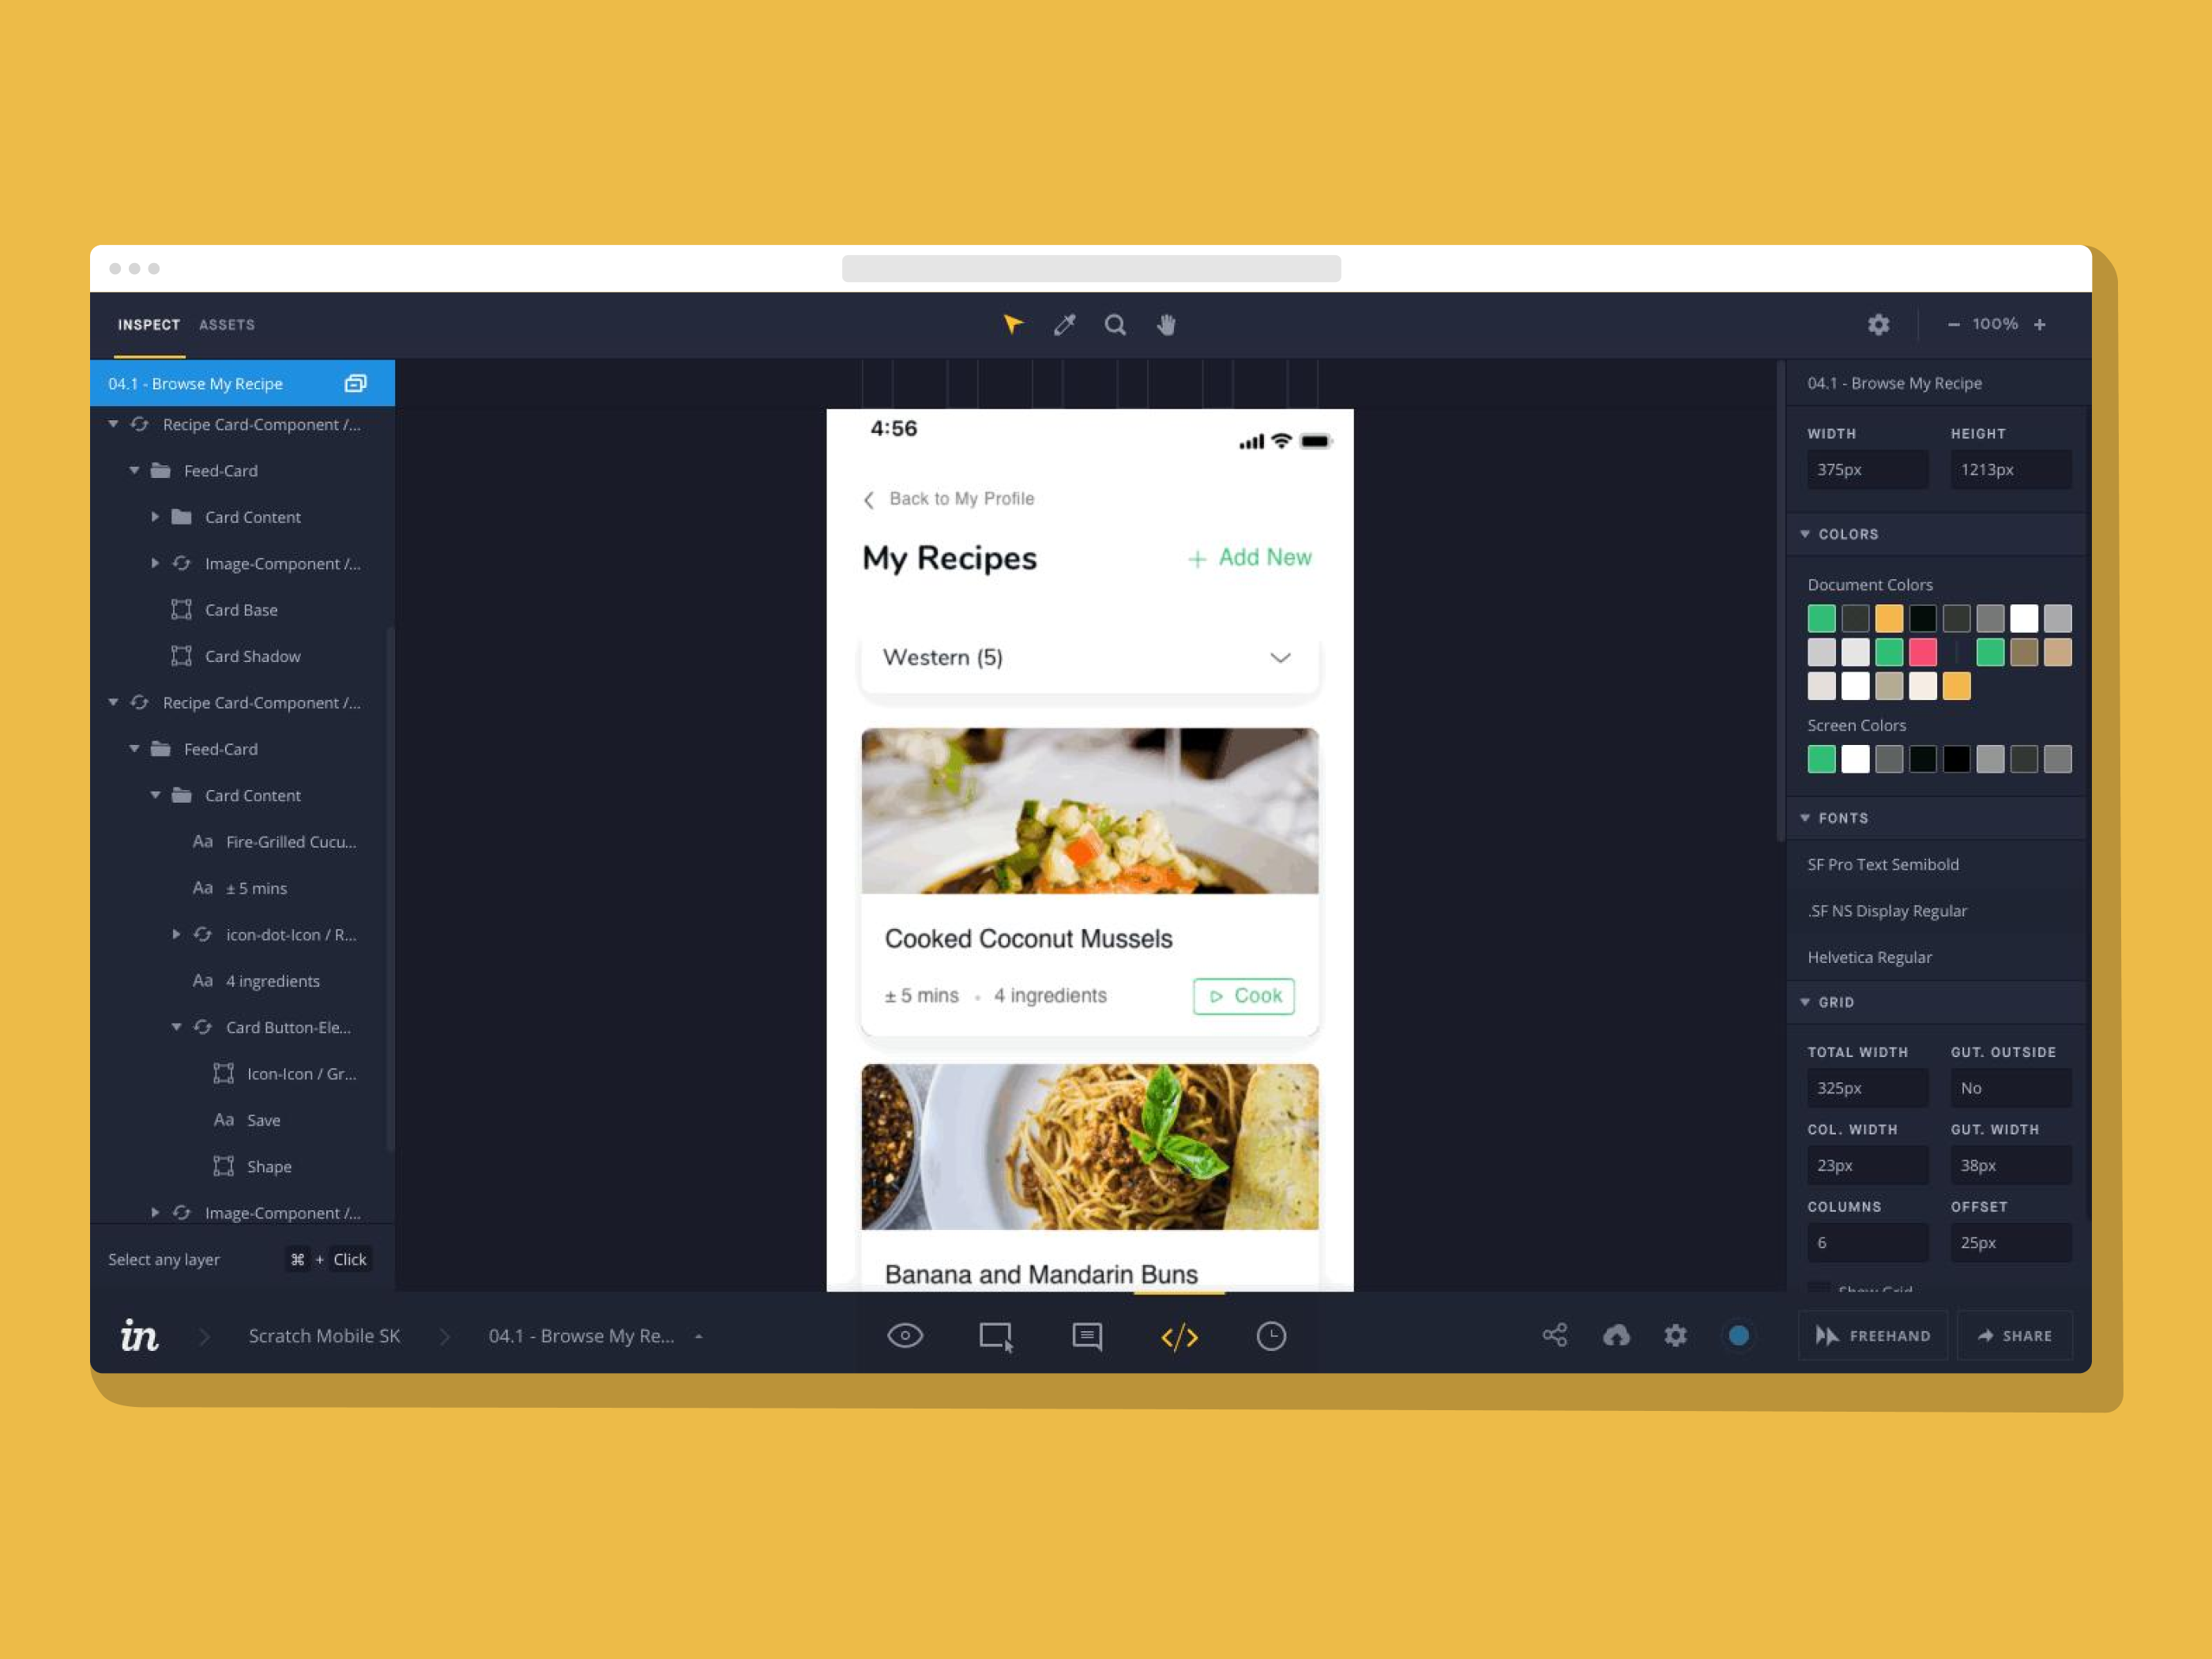 INSPECT ASSETS
100%
04.1 - Browse My Recipe
Recipe Card-Component /...
Feed-Card
Card Content
Image-Component /...
Card Base
Card Shadow
Recipe Card-Component /...
Feed-Card
Card Content
Aa Fire-Grilled Cucu...
Aa ± 5 mins
icon-dot-Icon / R...
Aa 4 ingredients
Card Button-Ele...
Icon-Icon / Gr...
Aa Save
Shape
Image-Component /...
Select any layer ⌘ + Click
4:56
Back to My Profile
My Recipes + Add New
Western (5)
Cooked Coconut Mussels
± 5 mins • 4 ingredients Cook
Banana and Mandarin Buns
04.1 - Browse My Recipe
WIDTH HEIGHT
375px 1213px
COLORS
Document Colors
Screen Colors
FONTS
SF Pro Text Semibold
.SF NS Display Regular
Helvetica Regular
GRID
TOTAL WIDTH GUT. OUTSIDE
325px No
COL. WIDTH GUT. WIDTH
23px 38px
COLUMNS OFFSET
6 25px
Show Grid
in Scratch Mobile SK 04.1 - Browse My Re...
FREEHAND SHARE